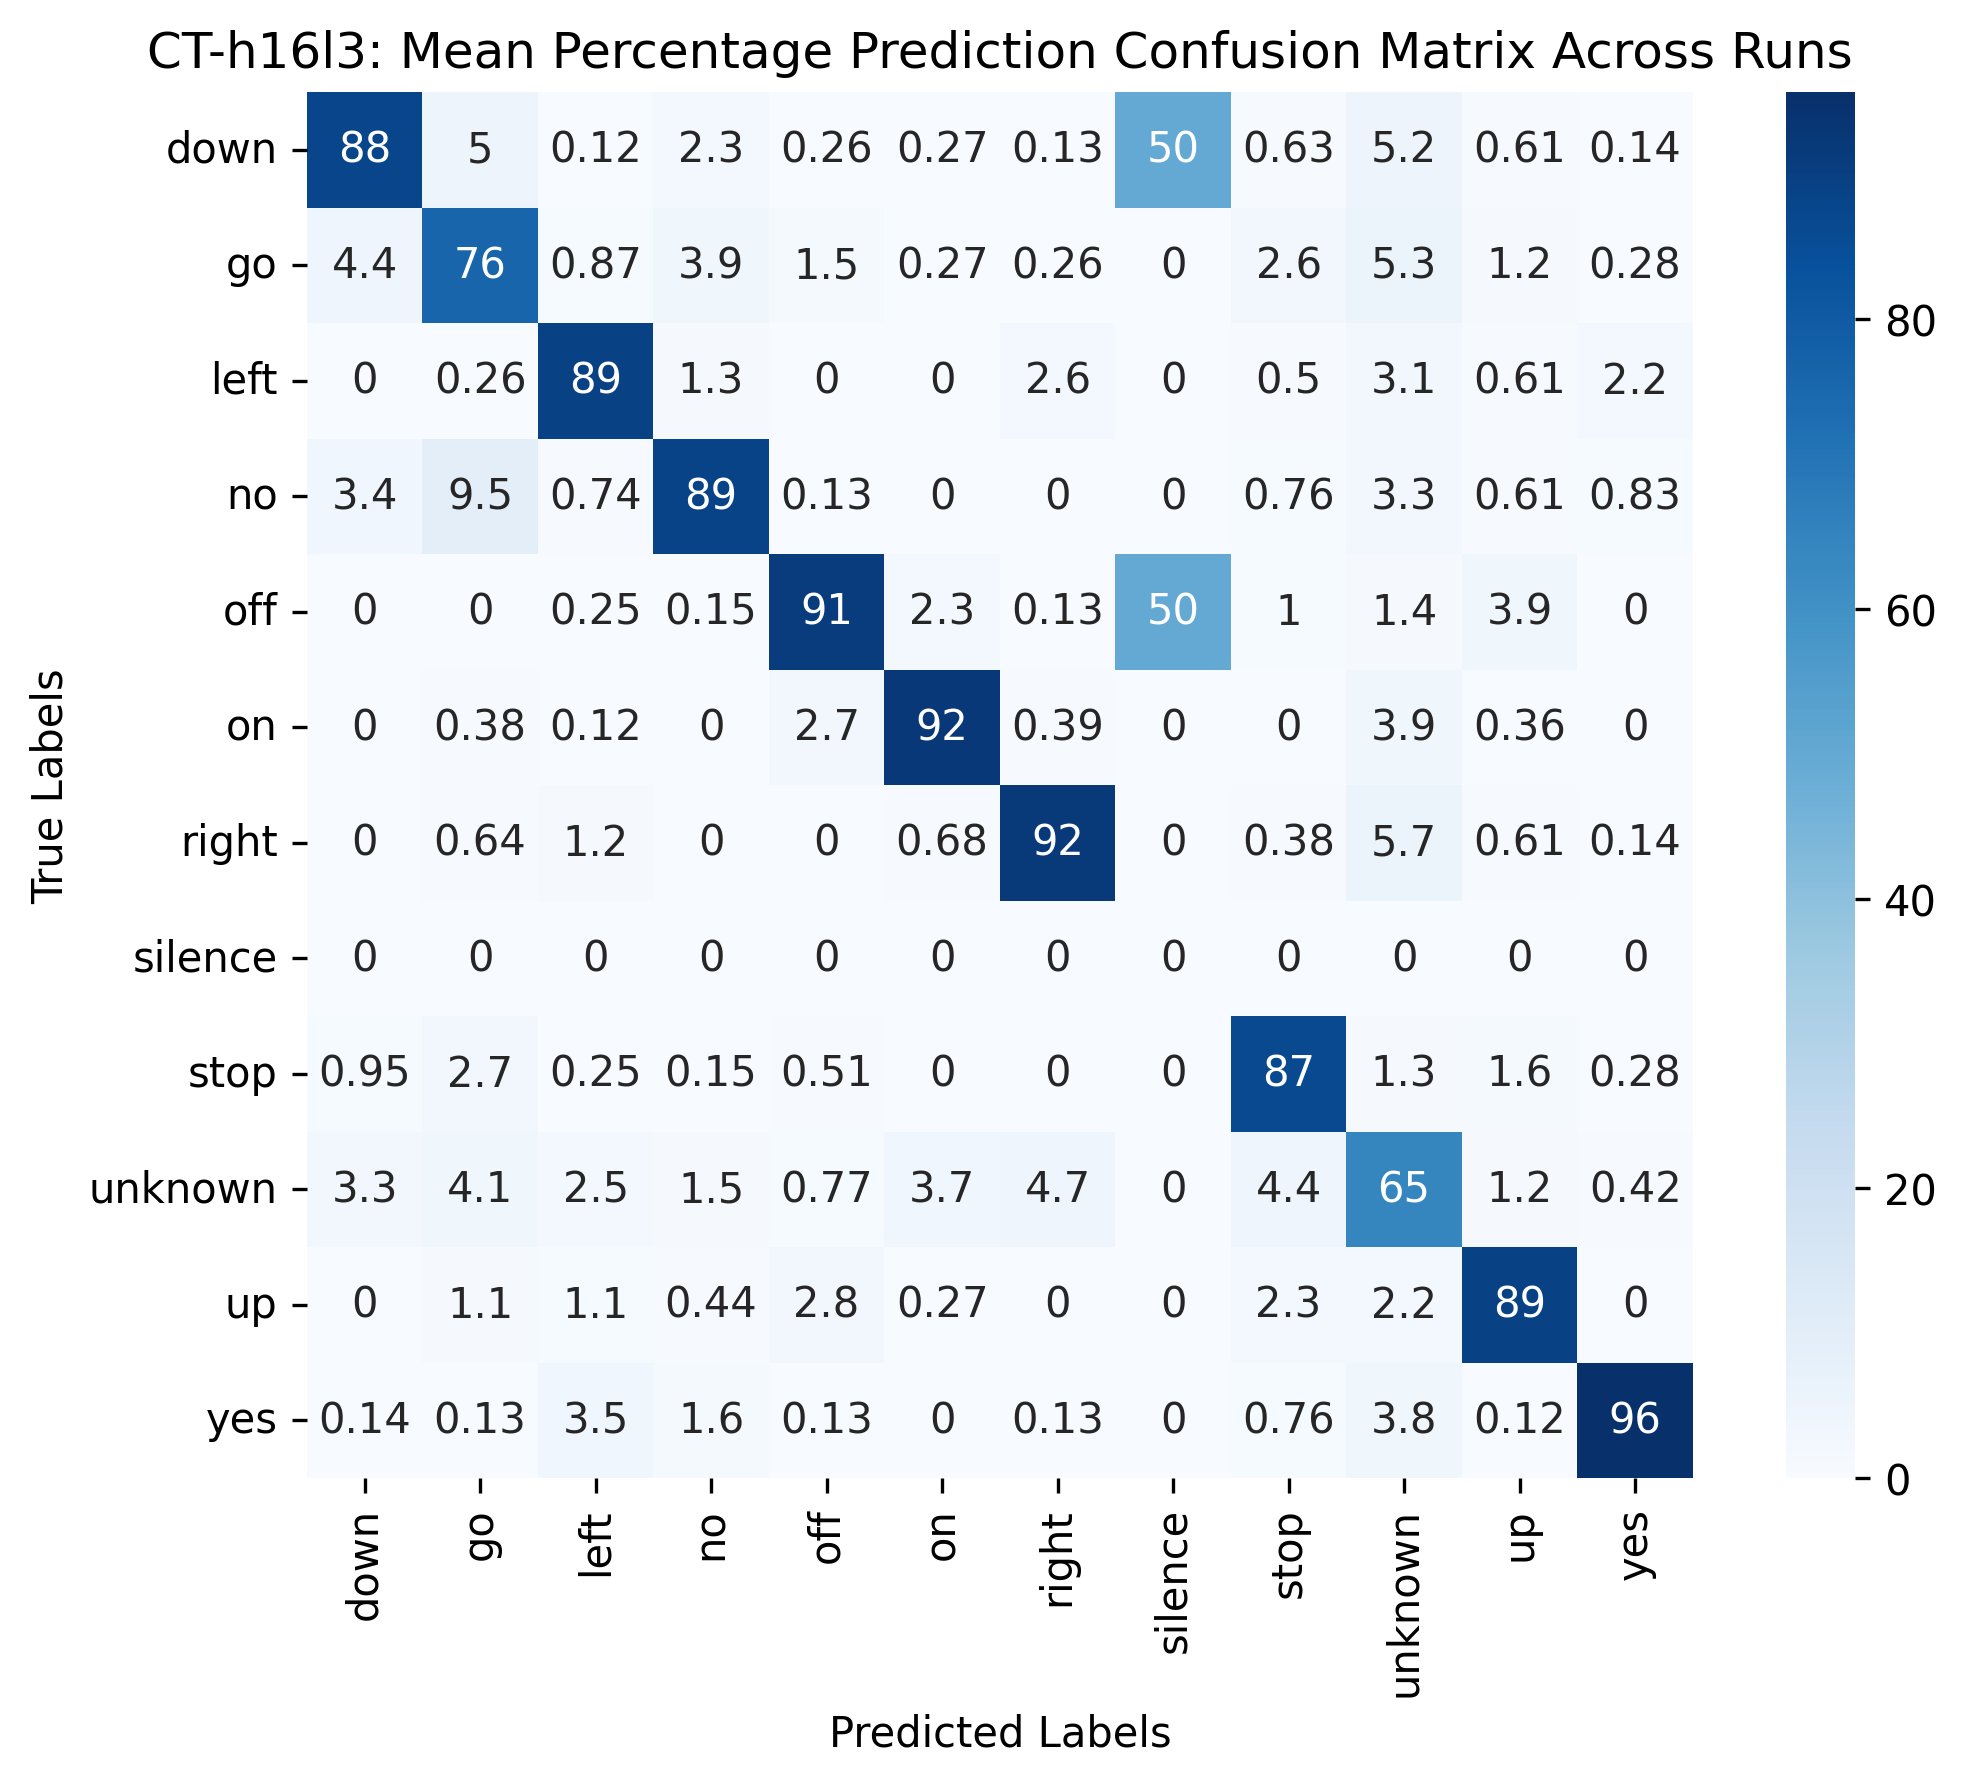 CT-h16l3: Mean Percentage Prediction Confusion Matrix Across Runs
down 88 5 0.12 2.3 0.26 0.27 0.13 50 0.63 5.2 0.61 0.14
go 4.4 76 0.87 3.9 1.5 0.27 0.26 0 2.6 5.3 1.2 0.28
left 0 0.26 89 1.3 0 0 2.6 0 0.5 3.1 0.61 2.2
no 3.4 9.5 0.74 89 0.13 0 0 0 0.76 3.3 0.61 0.83
off 0 0 0.25 0.15 91 2.3 0.13 50 1 1.4 3.9 0
on 0 0.38 0.12 0 2.7 92 0.39 0 0 3.9 0.36 0
right 0 0.64 1.2 0 0 0.68 92 0 0.38 5.7 0.61 0.14
silence 0 0 0 0 0 0 0 0 0 0 0 0
stop 0.95 2.7 0.25 0.15 0.51 0 0 0 87 1.3 1.6 0.28
unknown 3.3 4.1 2.5 1.5 0.77 3.7 4.7 0 4.4 65 1.2 0.42
up 0 1.1 1.1 0.44 2.8 0.27 0 0 2.3 2.2 89 0
yes 0.14 0.13 3.5 1.6 0.13 0 0.13 0 0.76 3.8 0.12 96
down go left no off on right silence stop unknown up yes
Predicted Labels
True Labels
80
60
40
20
0